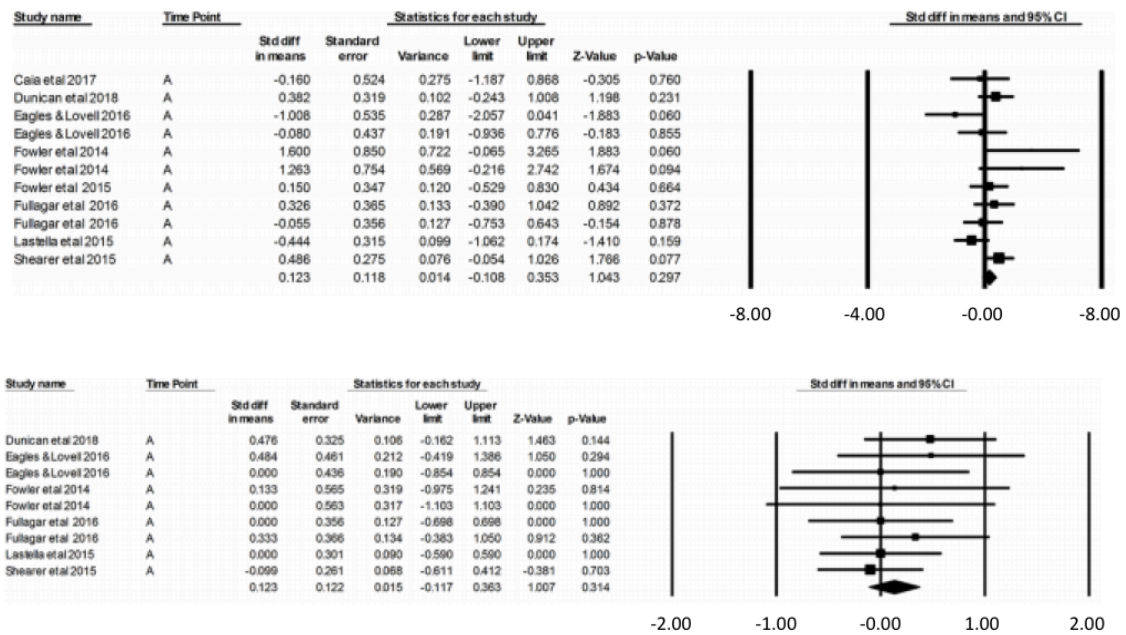 Study name Time Point Statistics for each study Std diff in means and 95% CI
Std diff Standard Lower Upper
in means error Variance limit limit Z-Value p-Value
Caia etal 2017 A -0.160 0.524 0.275 -1.187 0.868 -0.305 0.760
Dunican etal 2018 A 0.382 0.319 0.102 -0.243 1.008 1.198 0.231
Eagles & Lovell 2016 A -1.008 0.535 0.287 -2.057 0.041 -1.883 0.060
Eagles & Lovell 2016 A -0.080 0.437 0.191 -0.936 0.776 -0.183 0.855
Fowler etal 2014 A 1.600 0.850 0.722 -0.065 3.265 1.883 0.060
Fowler etal 2014 A 1.263 0.754 0.569 -0.216 2.742 1.674 0.094
Fowler etal 2015 A 0.150 0.347 0.120 -0.529 0.830 0.434 0.664
Fullagar etal 2016 A 0.326 0.365 0.133 -0.390 1.042 0.892 0.372
Fullagar etal 2016 A -0.055 0.356 0.127 -0.753 0.643 -0.154 0.878
Lastella etal 2015 A -0.444 0.315 0.099 -1.062 0.174 -1.410 0.159
Shearer etal 2015 A 0.486 0.275 0.076 -0.054 1.026 1.766 0.077
0.123 0.118 0.014 -0.108 0.353 1.043 0.297
-8.00 -4.00 -0.00 -8.00
Study name Time Point Statistics for each study Std diff in means and 95% CI
Std diff Standard Lower Upper
in means error Variance limit limit Z-Value p-Value
Dunican etal 2018 A 0.476 0.325 0.106 -0.162 1.113 1.463 0.144
Eagles & Lovell 2016 A 0.484 0.461 0.212 -0.419 1.386 1.050 0.294
Eagles & Lovell 2016 A 0.000 0.436 0.190 -0.854 0.854 0.000 1.000
Fowler etal 2014 A 0.133 0.565 0.319 -0.975 1.241 0.235 0.814
Fowler etal 2014 A 0.000 0.563 0.317 -1.103 1.103 0.000 1.000
Fullagar etal 2016 A 0.000 0.356 0.127 -0.698 0.698 0.000 1.000
Fullagar etal 2016 A 0.333 0.366 0.134 -0.383 1.050 0.912 0.362
Lastella etal 2015 A 0.000 0.301 0.090 -0.590 0.590 0.000 1.000
Shearer etal 2015 A -0.099 0.261 0.068 -0.611 0.412 -0.381 0.703
0.123 0.122 0.015 -0.117 0.363 1.007 0.314
-2.00 -1.00 -0.00 1.00 2.00